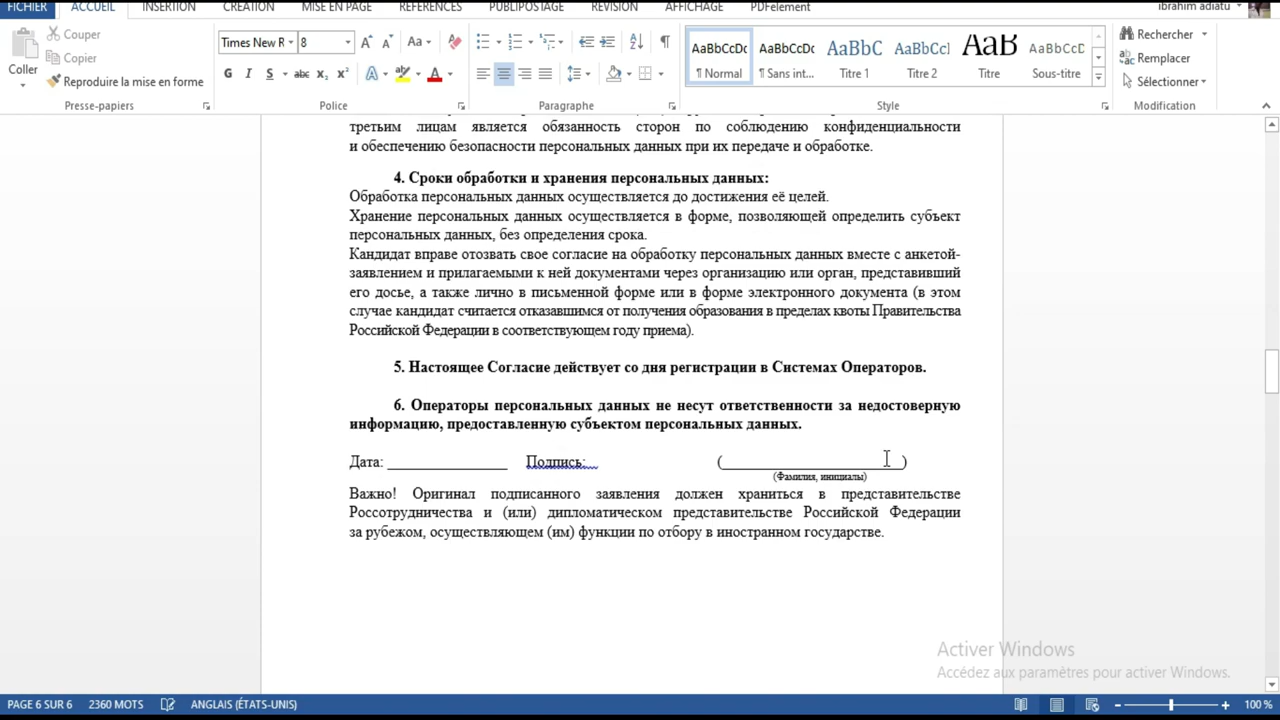 FICHIER ACCUEIL INSERTION CRÉATION MISE EN PAGE RÉFÉRENCES PUBLIPOSTAGE RÉVISION AFFICHAGE PDFelement ibrahim adiatu
Coller
Couper
Copier
Reproduire la mise en forme
Presse-papiers
Times New R 8
Aa
G I S abc x₂ x² A A
Police
Paragraphe
AaBbCcDc AaBbCcDc AaBbC AaBbCcI AaB AaBbCcD
¶ Normal ¶ Sans int... Titre 1 Titre 2 Titre Sous-titre
Style
Rechercher
Remplacer
Sélectionner
Modification
третьим лицам является обязанность сторон по соблюдению конфиденциальности
и обеспечению безопасности персональных данных при их передаче и обработке.
4. Сроки обработки и хранения персональных данных:
Обработка персональных данных осуществляется до достижения её целей.
Хранение персональных данных осуществляется в форме, позволяющей определить субъект
персональных данных, без определения срока.
Кандидат вправе отозвать свое согласие на обработку персональных данных вместе с анкетой-
заявлением и прилагаемыми к ней документами через организацию или орган, представивший
его досье, а также лично в письменной форме или в форме электронного документа (в этом
случае кандидат считается отказавшимся от получения образования в пределах квоты Правительства
Российской Федерации в соответствующем году приема).
5. Настоящее Согласие действует со дня регистрации в Системах Операторов.
6. Операторы персональных данных не несут ответственности за недостоверную
информацию, предоставленную субъектом персональных данных.
Дата: ________________ Подпись: (________________________)
(Фамилия, инициалы)
Важно! Оригинал подписанного заявления должен храниться в представительстве
Россотрудничества и (или) дипломатическом представительстве Российской Федерации
за рубежом, осуществляющем (им) функции по отбору в иностранном государстве.
Activer Windows
Accédez aux paramètres pour activer Windows.
PAGE 6 SUR 6 2360 MOTS ANGLAIS (ÉTATS-UNIS) 100 %